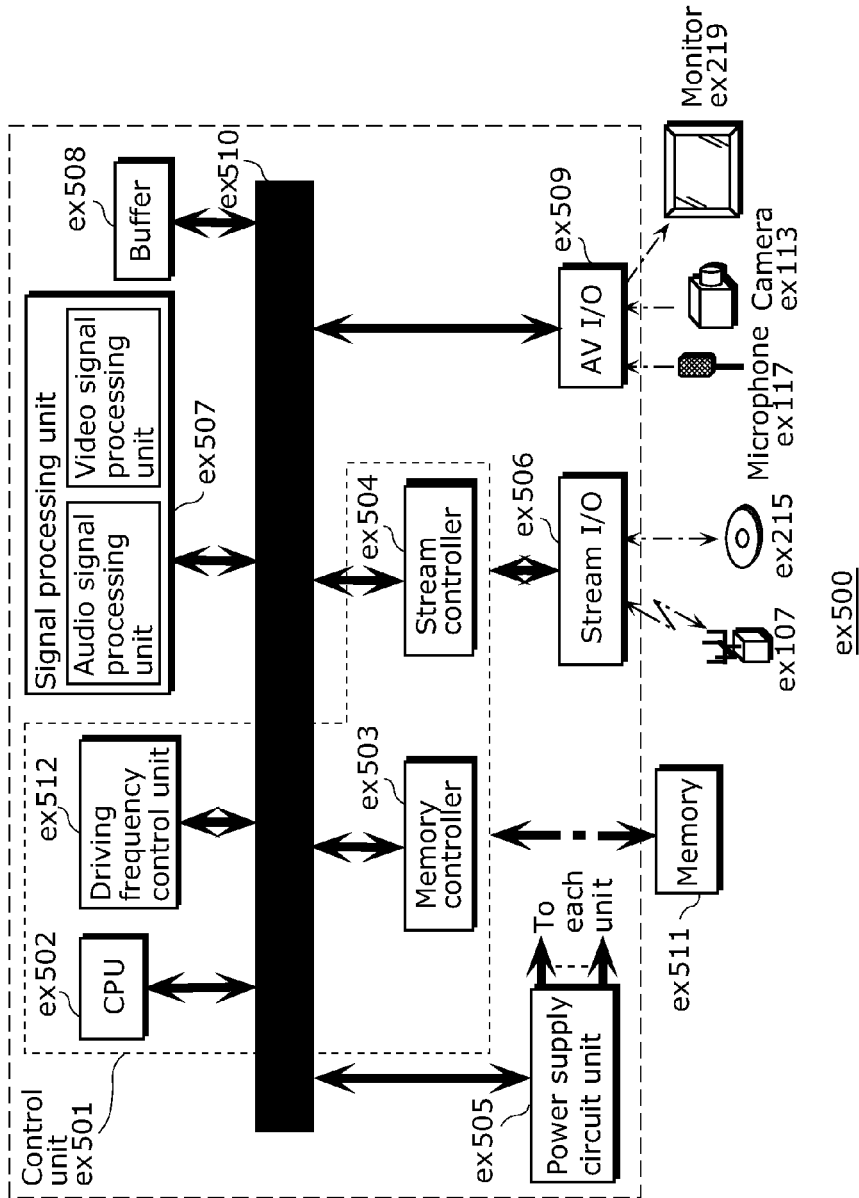 Control
unit
ex501
ex502
CPU
ex512
Driving
frequency
control unit
Signal processing unit
Audio signal
processing
unit
Video signal
processing
unit
ex507
ex508
Buffer
ex510
ex503
Memory
controller
ex504
Stream
controller
ex505
Power supply
circuit unit
To
each
unit
ex506
Stream I/O
ex509
AV I/O
ex511
Memory
ex107
ex215
Microphone
ex117
Camera
ex113
Monitor
ex219
ex500